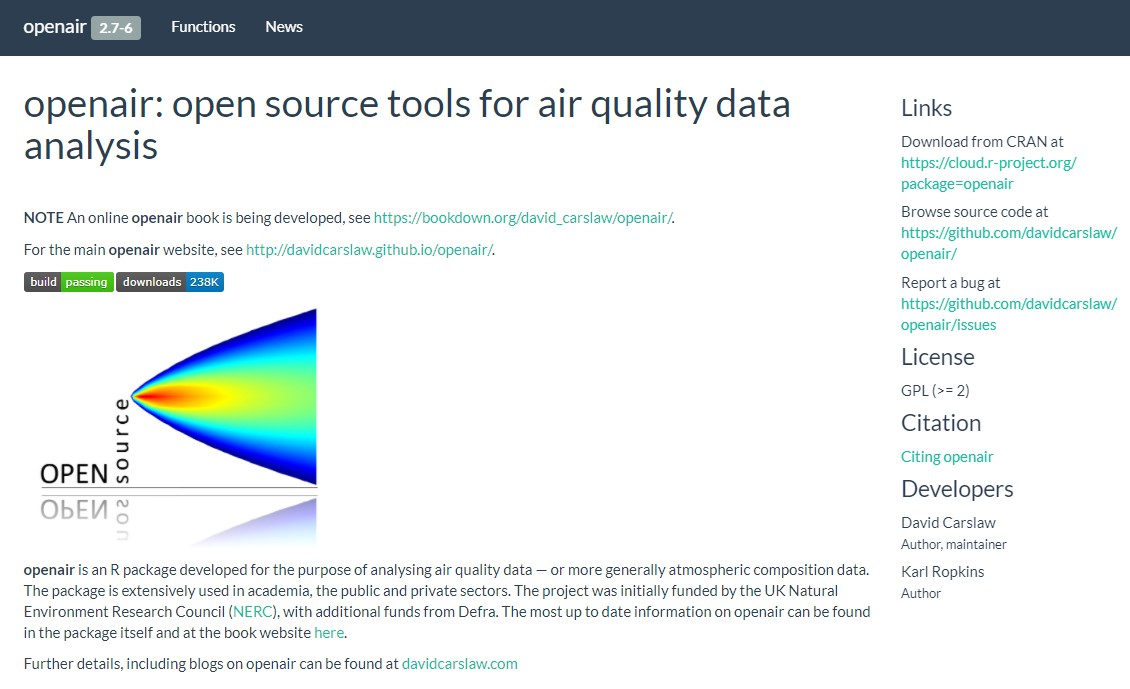 openair 2.7-6 Functions News
openair: open source tools for air quality data
analysis
NOTE An online openair book is being developed, see https://bookdown.org/david_carslaw/openair/.
For the main openair website, see http://davidcarslaw.github.io/openair/.
build passing downloads 238K
OPEN source
openair is an R package developed for the purpose of analysing air quality data — or more generally atmospheric composition data.
The package is extensively used in academia, the public and private sectors. The project was initially funded by the UK Natural
Environment Research Council (NERC), with additional funds from Defra. The most up to date information on openair can be found
in the package itself and at the book website here.
Further details, including blogs on openair can be found at davidcarslaw.com
Links
Download from CRAN at
https://cloud.r-project.org/
package=openair
Browse source code at
https://github.com/davidcarslaw/
openair/
Report a bug at
https://github.com/davidcarslaw/
openair/issues
License
GPL (>= 2)
Citation
Citing openair
Developers
David Carslaw
Author, maintainer
Karl Ropkins
Author